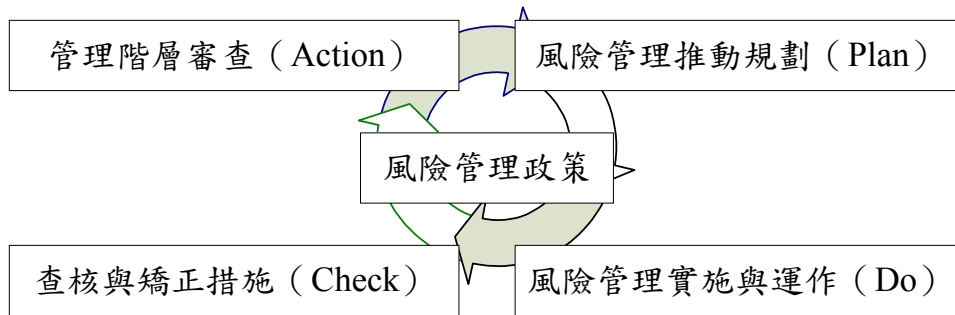 管理階層審查（Action）
風險管理推動規劃（Plan）
風險管理政策
查核與矯正措施（Check）
風險管理實施與運作（Do）